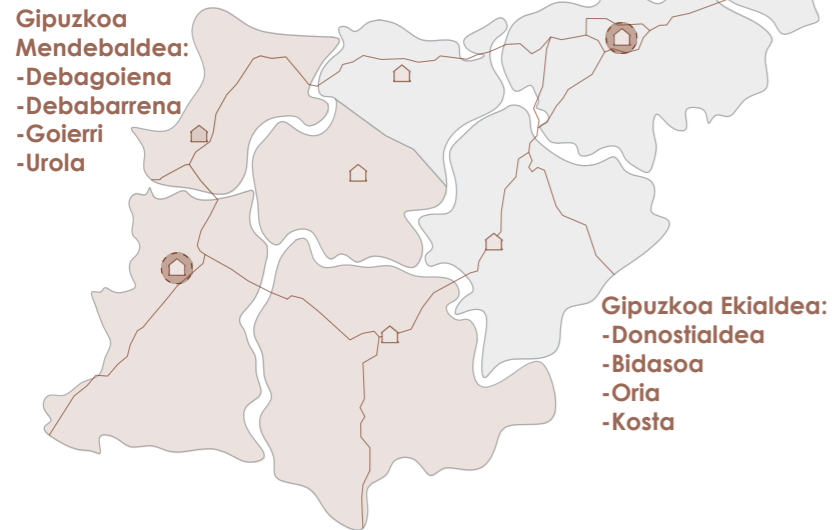 Gipuzkoa
Mendebaldea:
-Debagoiena
-Debabarrena
-Goierri
-Urola
Gipuzkoa Ekialdea:
-Donostialdea
-Bidasoa
-Oria
-Kosta